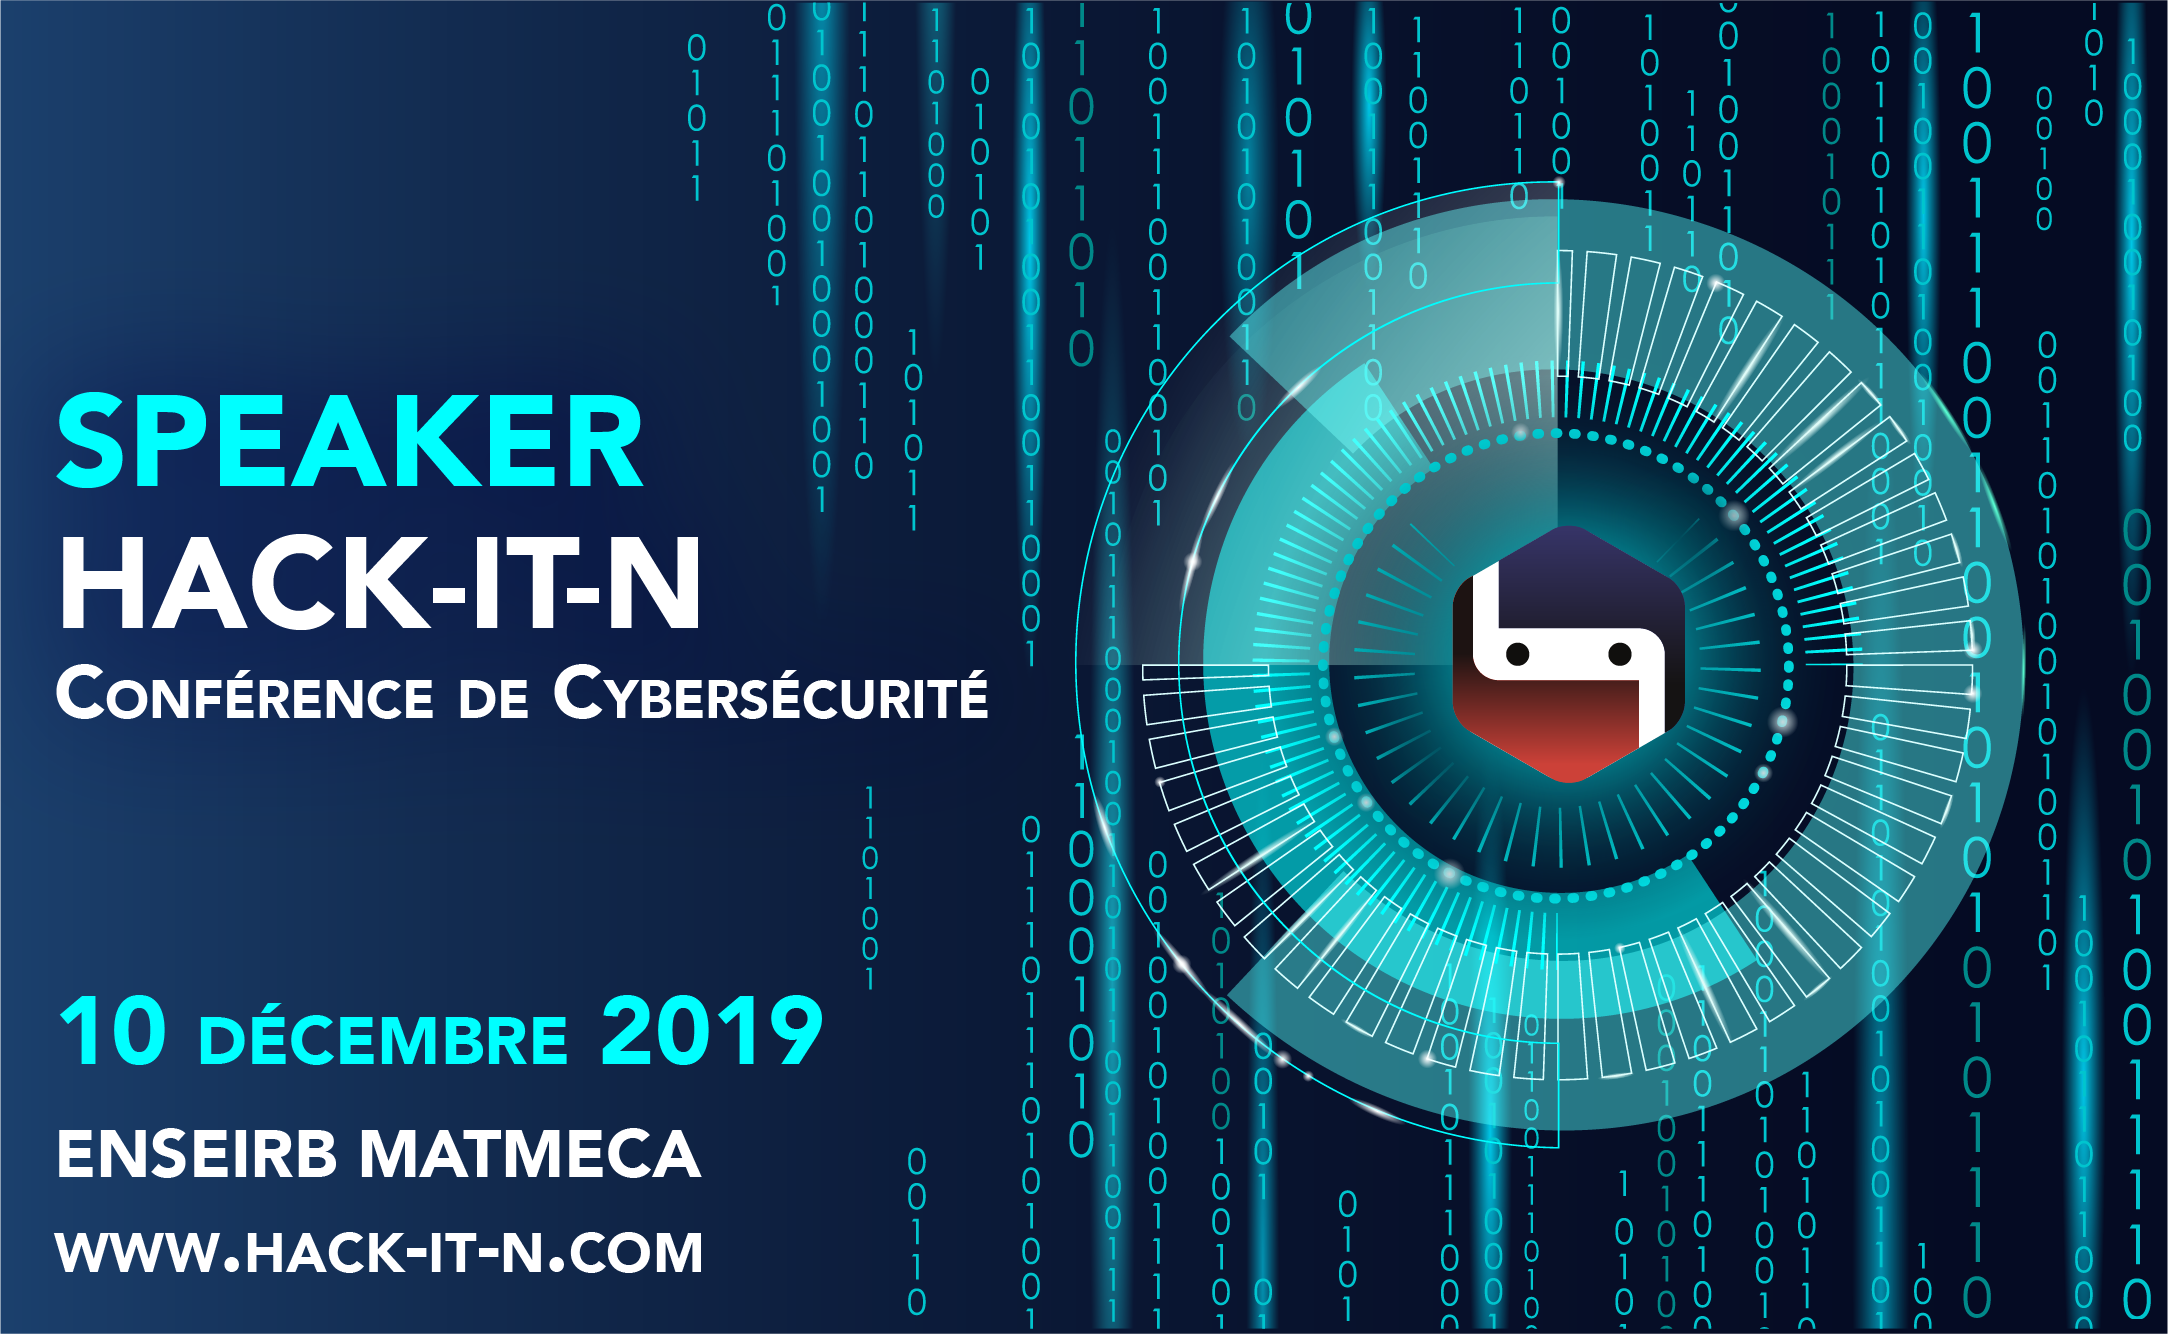 SPEAKER
HACK-IT-N
CONFÉRENCE DE CYBERSÉCURITÉ
10 DÉCEMBRE 2019
ENSEIRB MATMECA
WWW.HACK-IT-N.COM